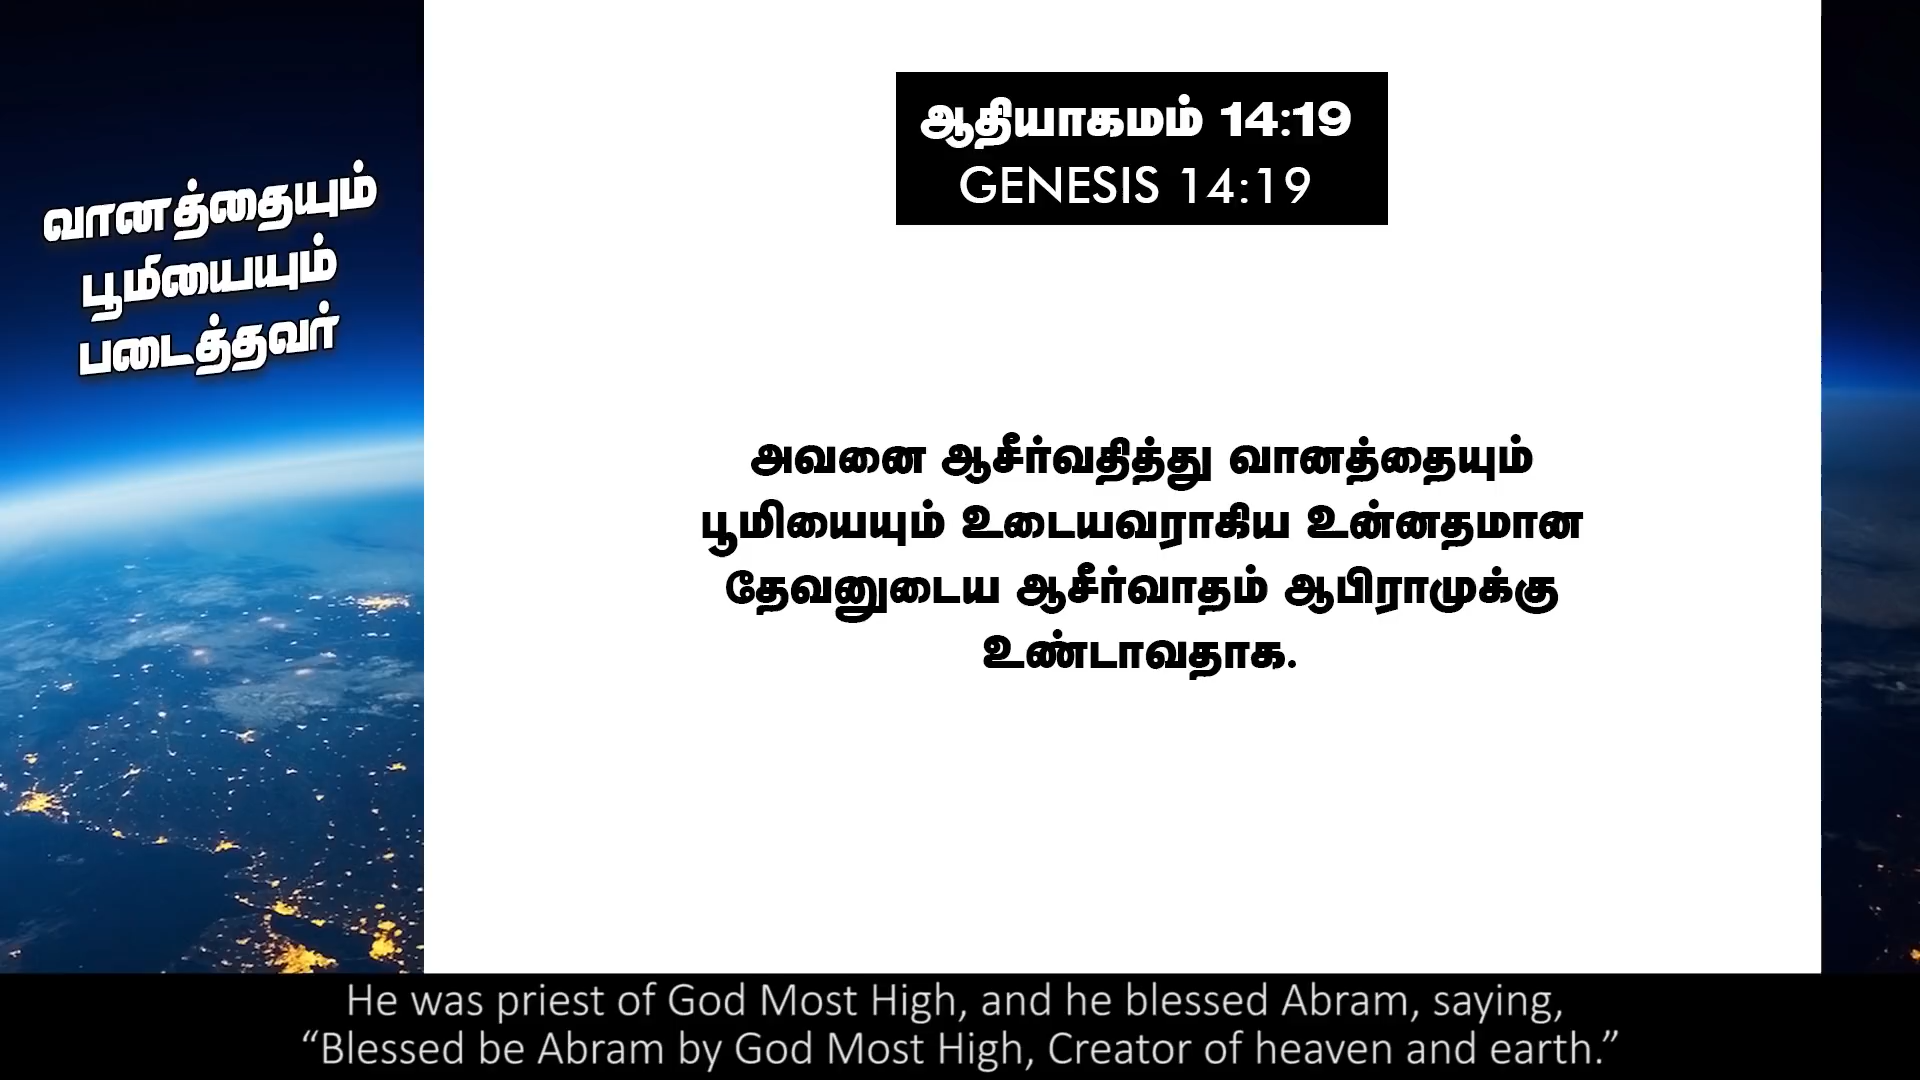 வானத்தையும்
பூமியையும்
படைத்தவர்
ஆதியாகமம் 14:19
GENESIS 14:19
அவனை ஆசீர்வதித்து வானத்தையும்
பூமியையும் உடையவராகிய உன்னதமான
தேவனுடைய ஆசீர்வாதம் ஆபிராமுக்கு
உண்டாவதாக.
He was priest of God Most High, and he blessed Abram, saying,
“Blessed be Abram by God Most High, Creator of heaven and earth.”